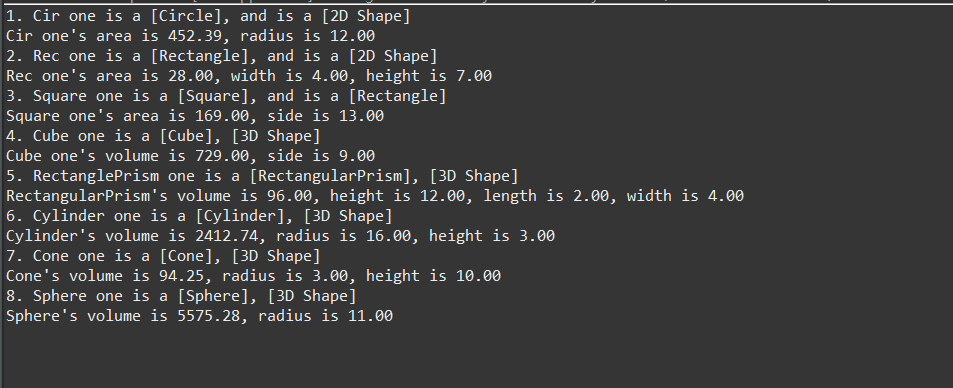 1. Cir one is a [Circle], and is a [2D Shape]
Cir one's area is 452.39, radius is 12.00
2. Rec one is a [Rectangle], and is a [2D Shape]
Rec one's area is 28.00, width is 4.00, height is 7.00
3. Square one is a [Square], and is a [Rectangle]
Square one's area is 169.00, side is 13.00
4. Cube one is a [Cube], [3D Shape]
Cube one's volume is 729.00, side is 9.00
5. RectanglePrism one is a [RectangularPrism], [3D Shape]
RectangularPrism's volume is 96.00, height is 12.00, length is 2.00, width is 4.00
6. Cylinder one is a [Cylinder], [3D Shape]
Cylinder's volume is 2412.74, radius is 16.00, height is 3.00
7. Cone one is a [Cone], [3D Shape]
Cone's volume is 94.25, radius is 3.00, height is 10.00
8. Sphere one is a [Sphere], [3D Shape]
Sphere's volume is 5575.28, radius is 11.00